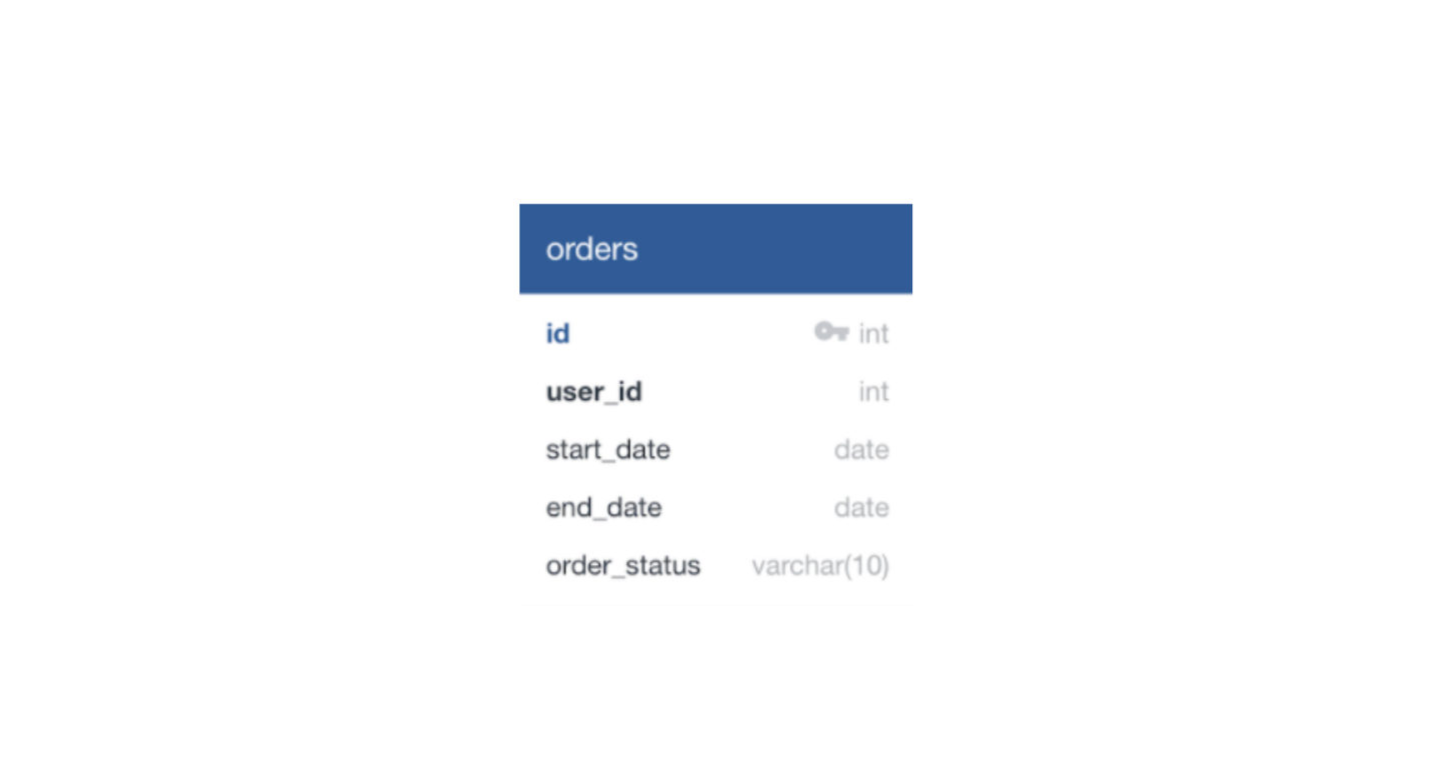 orders
id int
user_id int
start_date date
end_date date
order_status varchar(10)